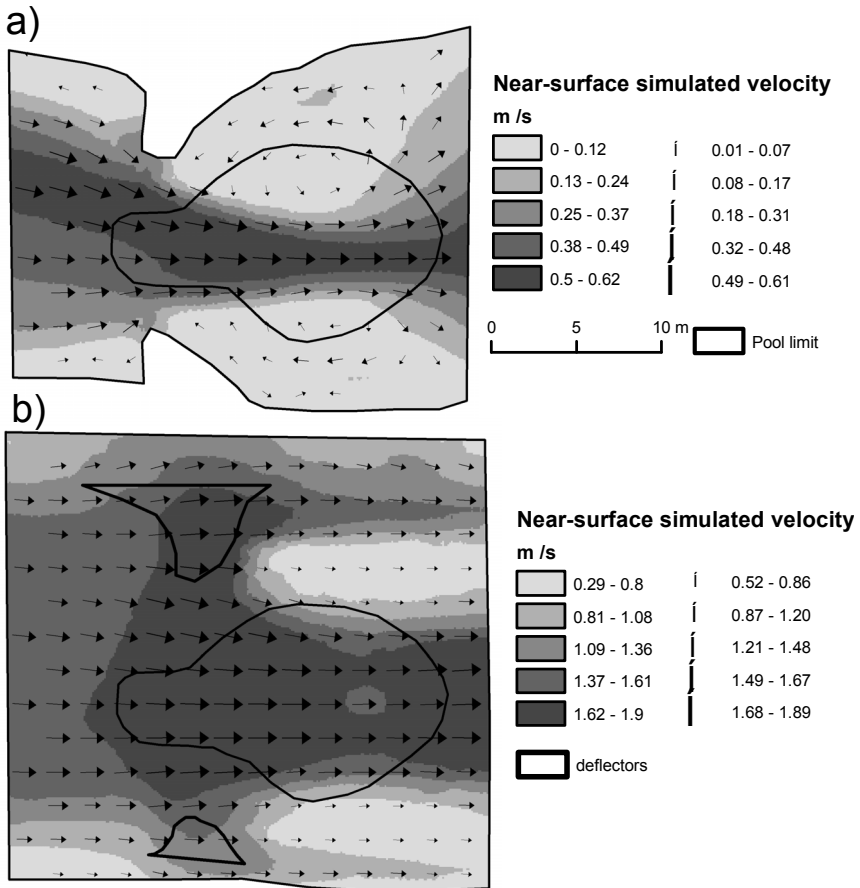 a)
Near-surface simulated velocity
m /s
0 - 0.12 Í 0.01 - 0.07
0.13 - 0.24 Í 0.08 - 0.17
0.25 - 0.37 Í 0.18 - 0.31
0.38 - 0.49 Í 0.32 - 0.48
0.5 - 0.62 Í 0.49 - 0.61
0 5 10 m
Pool limit
b)
Near-surface simulated velocity
m /s
0.29 - 0.8 Í 0.52 - 0.86
0.81 - 1.08 Í 0.87 - 1.20
1.09 - 1.36 Í 1.21 - 1.48
1.37 - 1.61 Í 1.49 - 1.67
1.62 - 1.9 Í 1.68 - 1.89
deflectors